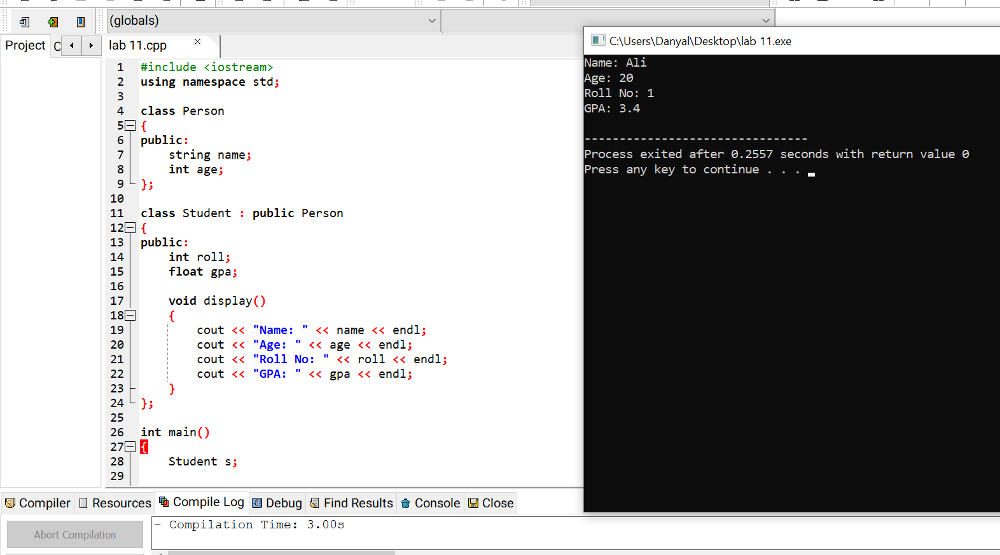 (globals)
Project
C
lab 11.cpp
1 #include <iostream>
2 using namespace std;
3
4 class Person
5 {
6 public:
7 string name;
8 int age;
9 };
10
11 class Student : public Person
12 {
13 public:
14 int roll;
15 float gpa;
16
17 void display()
18 {
19 cout << "Name: " << name << endl;
20 cout << "Age: " << age << endl;
21 cout << "Roll No: " << roll << endl;
22 cout << "GPA: " << gpa << endl;
23 }
24 };
25
26 int main()
27 {
28 Student s;
29
C:\Users\Danyal\Desktop\lab 11.exe
Name: Ali
Age: 20
Roll No: 1
GPA: 3.4
--------------------------------
Process exited after 0.2557 seconds with return value 0
Press any key to continue . . .
Compiler Resources Compile Log Debug Find Results Console Close
Abort Compilation
- Compilation Time: 3.00s